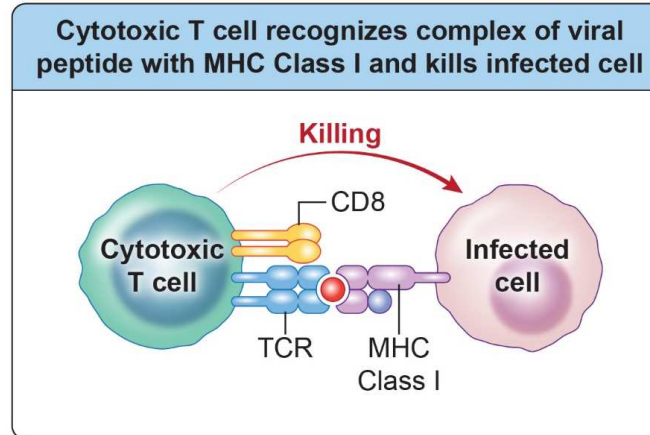 Cytotoxic T cell recognizes complex of viral
peptide with MHC Class I and kills infected cell
Killing
CD8
Cytotoxic
T cell
Infected
cell
TCR
MHC
Class I